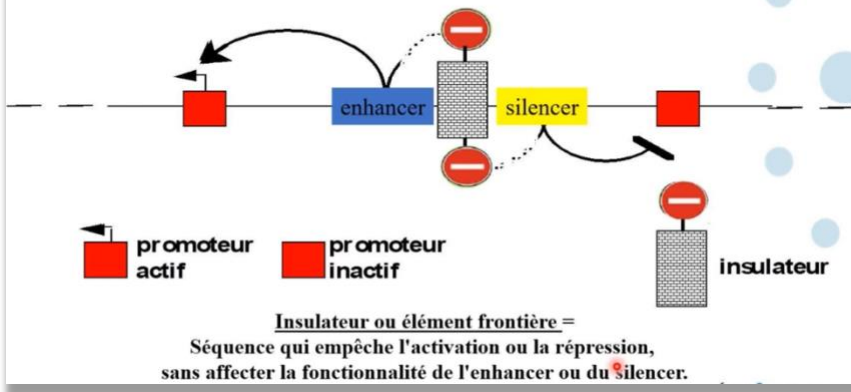 enhancer
silencer
promoteur
actif
promoteur
inactif
insulateur
Insulateur ou élément frontière =
Séquence qui empêche l'activation ou la répression,
sans affecter la fonctionnalité de l'enhancer ou du silencer.